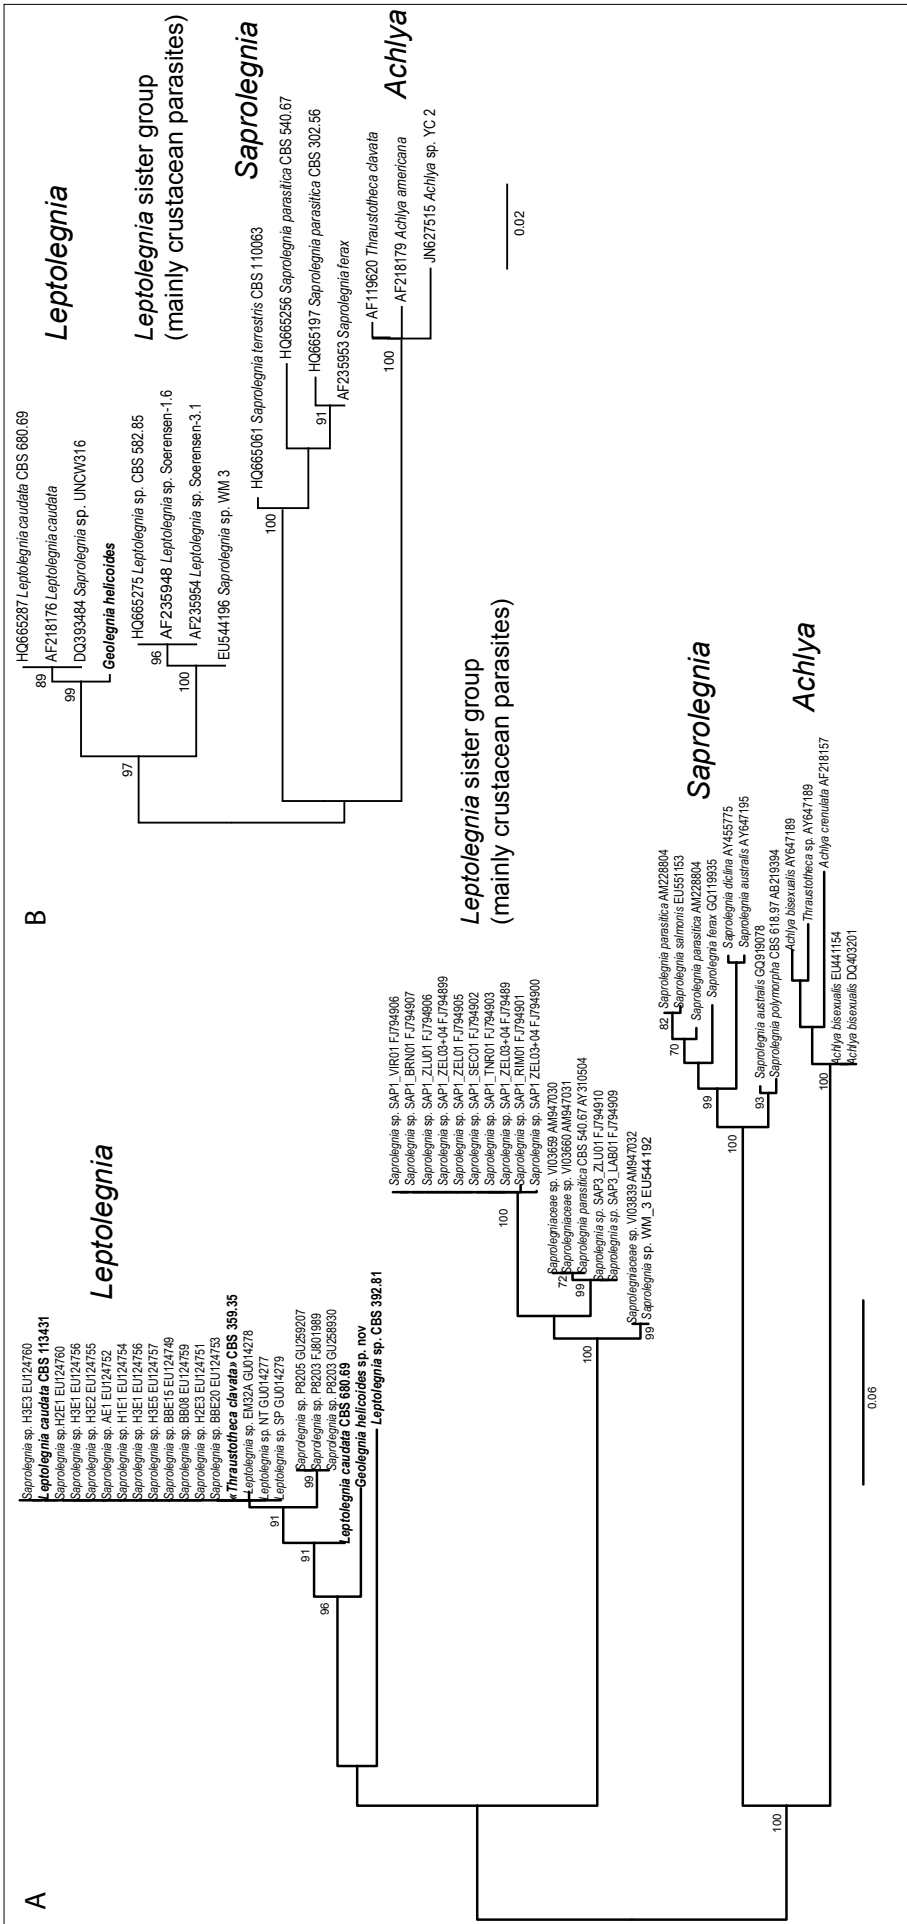 A
Saprolegnia sp. H3E3 EU124760
Leptolegnia caudata CBS 113431
Saprolegnia sp.H2E1 EU124760
Saprolegnia sp. H3E1 EU124756
Saprolegnia sp. H3E2 EU124755
Saprolegnia sp. AE1 EU124752
Saprolegnia sp. H1E1 EU124754
Saprolegnia sp. H3E1 EU124756
Saprolegnia sp. H3E5 EU124757
Saprolegnia sp. BBE15 EU124749
Saprolegnia sp. BB08 EU124759
Saprolegnia sp. H2E3 EU124751
Saprolegnia sp. BBE20 EU124753
«Thraustotheca clavata» CBS 359.35
Leptolegnia sp. EM32A GU014278
Leptolegnia sp. NT GU014277
Leptolegnia sp. SP GU014279
Saprolegnia sp. P8205 GU259207
Saprolegnia sp. P8203 FJ801989
Saprolegnia sp. P8203 GU258930
Leptolegnia caudata CBS 680.69
Geolegnia helicoides sp. nov
Leptolegnia sp. CBS 392.81
Leptolegnia
91
99
91
96
Saprolegnia sp. SAP1_VIR01 FJ794906
Saprolegnia sp. SAP1_BRN01 FJ794907
Saprolegnia sp. SAP1_ZLU01 FJ794906
Saprolegnia sp. SAP1_ZEL03+04 FJ794899
Saprolegnia sp. SAP1_ZEL01 FJ794905
Saprolegnia sp. SAP1_SEC01 FJ794902
Saprolegnia sp. SAP1_TNR01 FJ794903
Saprolegnia sp. SAP1_ZEL03+04 FJ79489
Saprolegnia sp. SAP1_RIM01 FJ794901
Saprolegnia sp. SAP1 ZEL03+04 FJ794900
Saprolegniaceae sp. VI03659 AM947030
Saprolegniaceae sp. VI03660 AM947031
Saprolegnia parasitica CBS 540.67 AY310504
Saprolegnia sp. SAP3_ZLU01 FJ794910
Saprolegnia sp. SAP3_LAB01 FJ794909
Saprolegniaceae sp. VI03839 AM947032
Saprolegnia sp. WM_3 EU544192
Leptolegnia sister group
(mainly crustacean parasites)
100
72
99
99
100
Saprolegnia parasitica AM228804
Saprolegnia salmonis EU551153
Saprolegnia parasitica AM228804
Saprolegnia ferax GQ119935
Saprolegnia diclina AY455775
Saprolegnia australis AY647195
Saprolegnia australis GQ919078
Saprolegnia polymorpha CBS 618.97 AB219394
Saprolegnia
82
70
99
93
100
Achlya bisexualis AY647189
Thraustotheca sp. AY647189
Achlya crenulata AF218157
Achlya bisexualis EU441154
Achlya bisexualis DQ403201
Achlya
100
100
0.06
B
HQ665287 Leptolegnia caudata CBS 680.69
AF218176 Leptolegnia caudata
DQ393484 Saprolegnia sp. UNCW316
Geolegnia helicoides
Leptolegnia
89
99
97
HQ665275 Leptolegnia sp. CBS 582.85
AF235948 Leptolegnia sp. Soerensen-1.6
AF235954 Leptolegnia sp. Soerensen-3.1
EU544196 Saprolegnia sp. WM 3
Leptolegnia sister group
(mainly crustacean parasites)
96
100
HQ665061 Saprolegnia terrestris CBS 110063
HQ665256 Saprolegnia parasitica CBS 540.67
HQ665197 Saprolegnia parasitica CBS 302.56
AF235953 Saprolegnia ferax
Saprolegnia
100
91
AF119620 Thraustotheca clavata
AF218179 Achlya americana
JN627515 Achlya sp. YC 2
Achlya
100
0.02